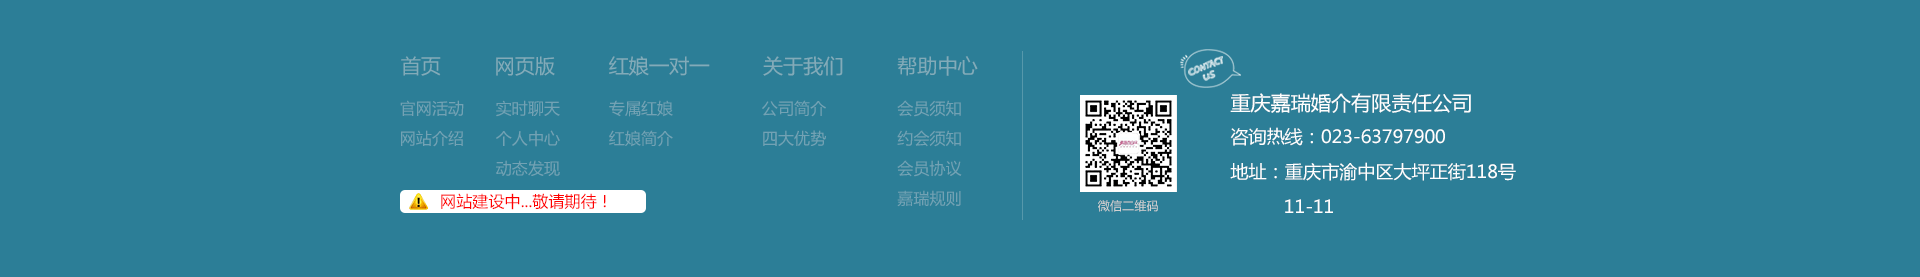 首页
官网活动
网站介绍
网页版
实时聊天
个人中心
动态发现
红娘一对一
专属红娘
红娘简介
关于我们
公司简介
四大优势
帮助中心
会员须知
约会须知
会员协议
嘉瑞规则
网站建设中...敬请期待！
CONTACT
US
微信二维码
重庆嘉瑞婚介有限责任公司
咨询热线：023-63797900
地址：重庆市渝中区大坪正街118号
11-11